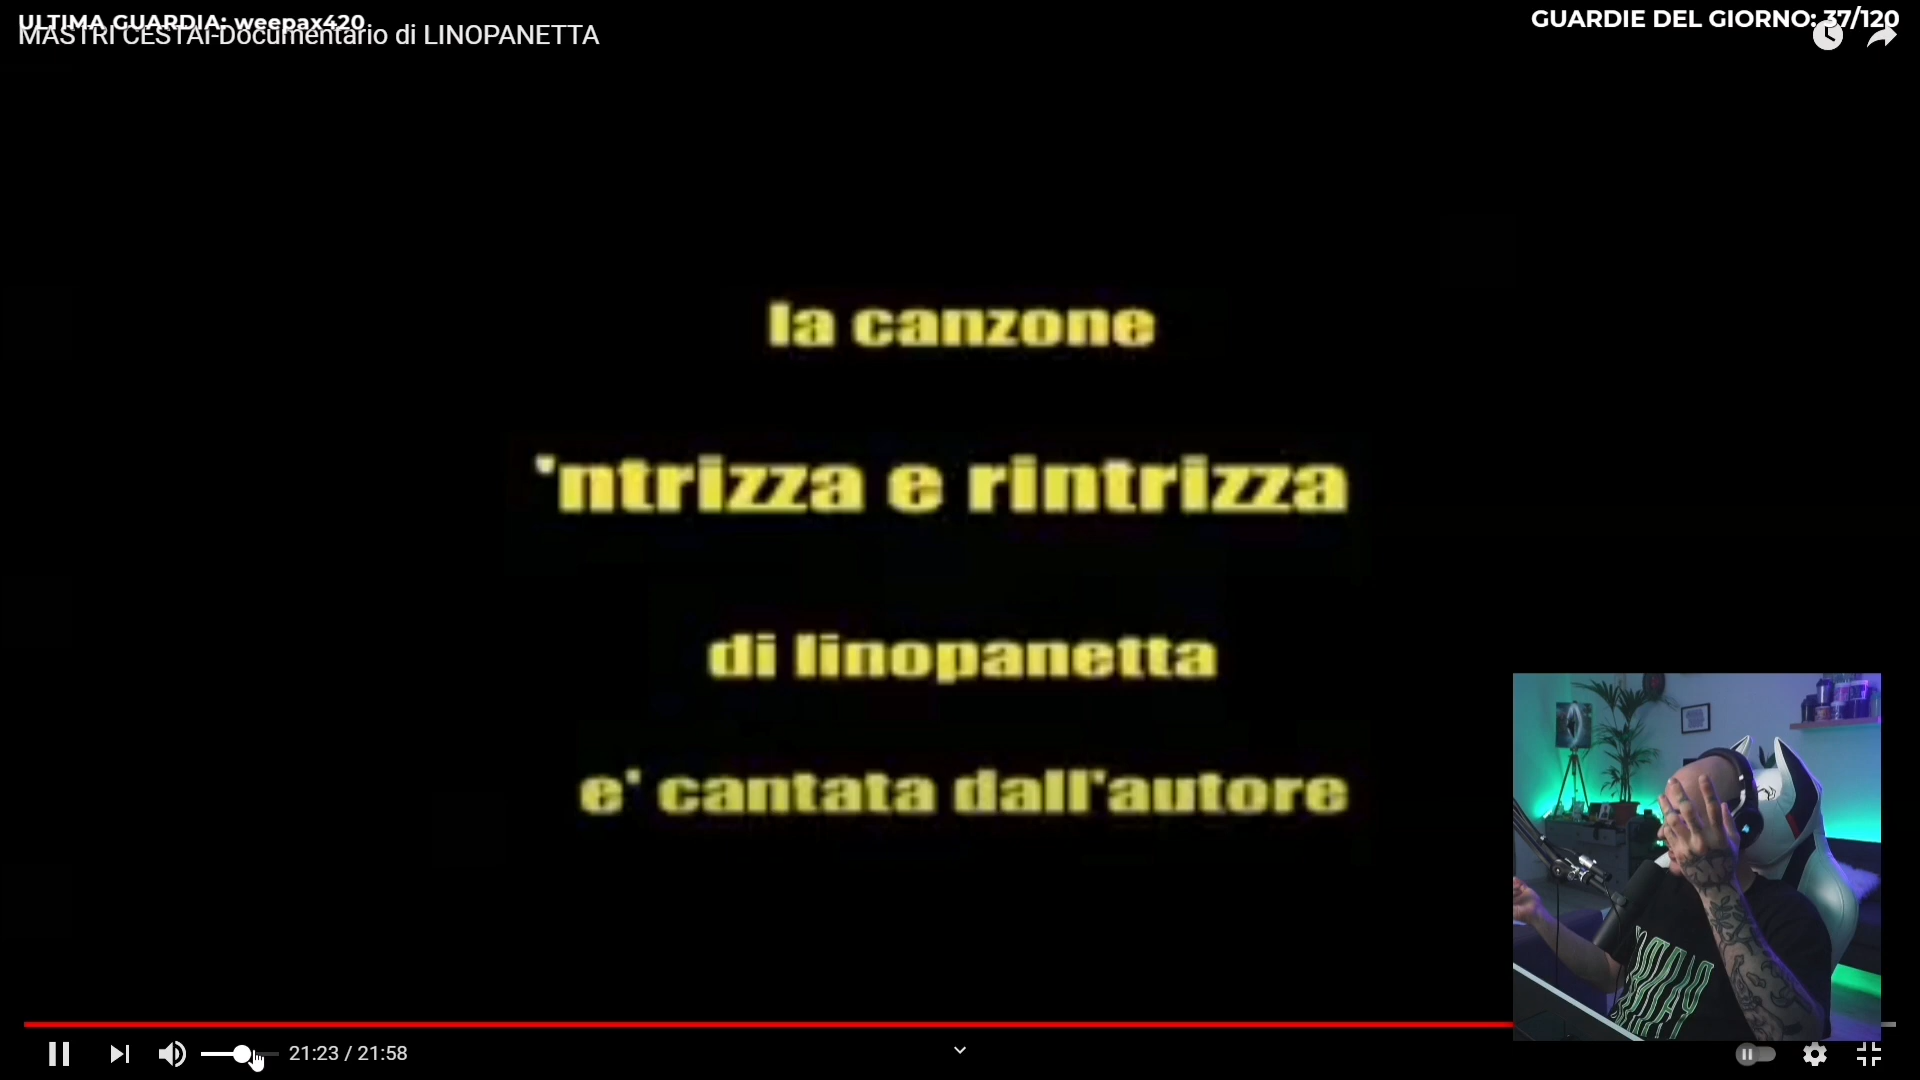 ULTIMA GUARDIA: weepax420
GUARDIE DEL GIORNO: 37/120
MASTRI CESTAI-Documentario di LINOPANETTA
la canzone
'ntrizza e rintrizza
di linopanetta
e' cantata dall'autore
21:23 / 21:58